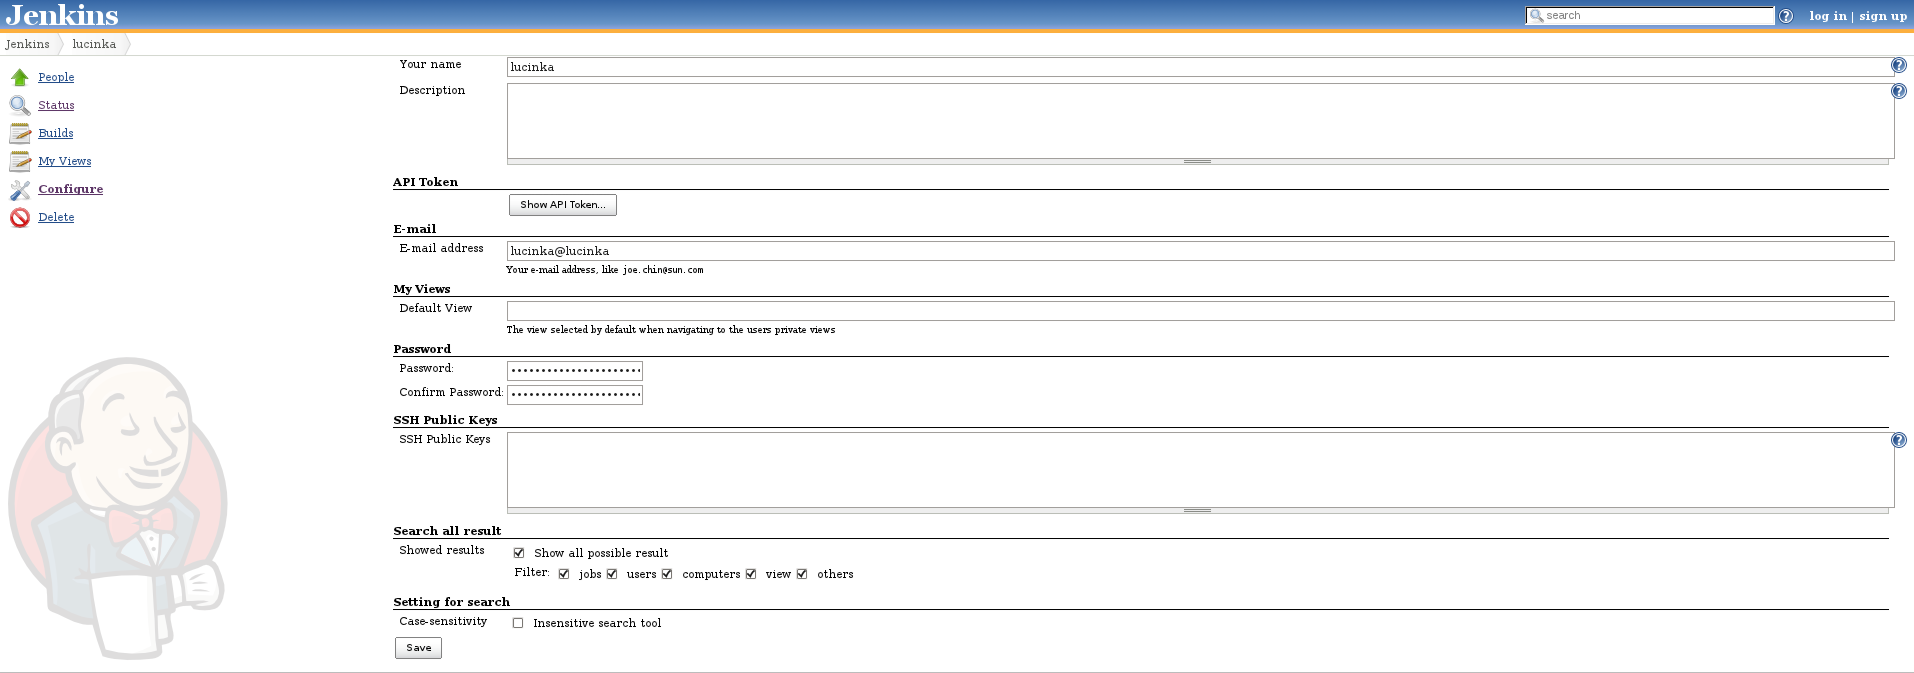 Jenkins
search
log in | sign up
Jenkins
lucinka
People
Status
Builds
My Views
Configure
Delete
Your name
lucinka
Description
API Token
Show API Token...
E-mail
E-mail address
lucinka@lucinka
Your e-mail address, like joe.chin@sun.com
My Views
Default View
The view selected by default when navigating to the users private views
Password
Password:
Confirm Password:
SSH Public Keys
SSH Public Keys
Search all result
Showed results
Show all possible result
Filter: jobs users computers view others
Setting for search
Case-sensitivity
Insensitive search tool
Save